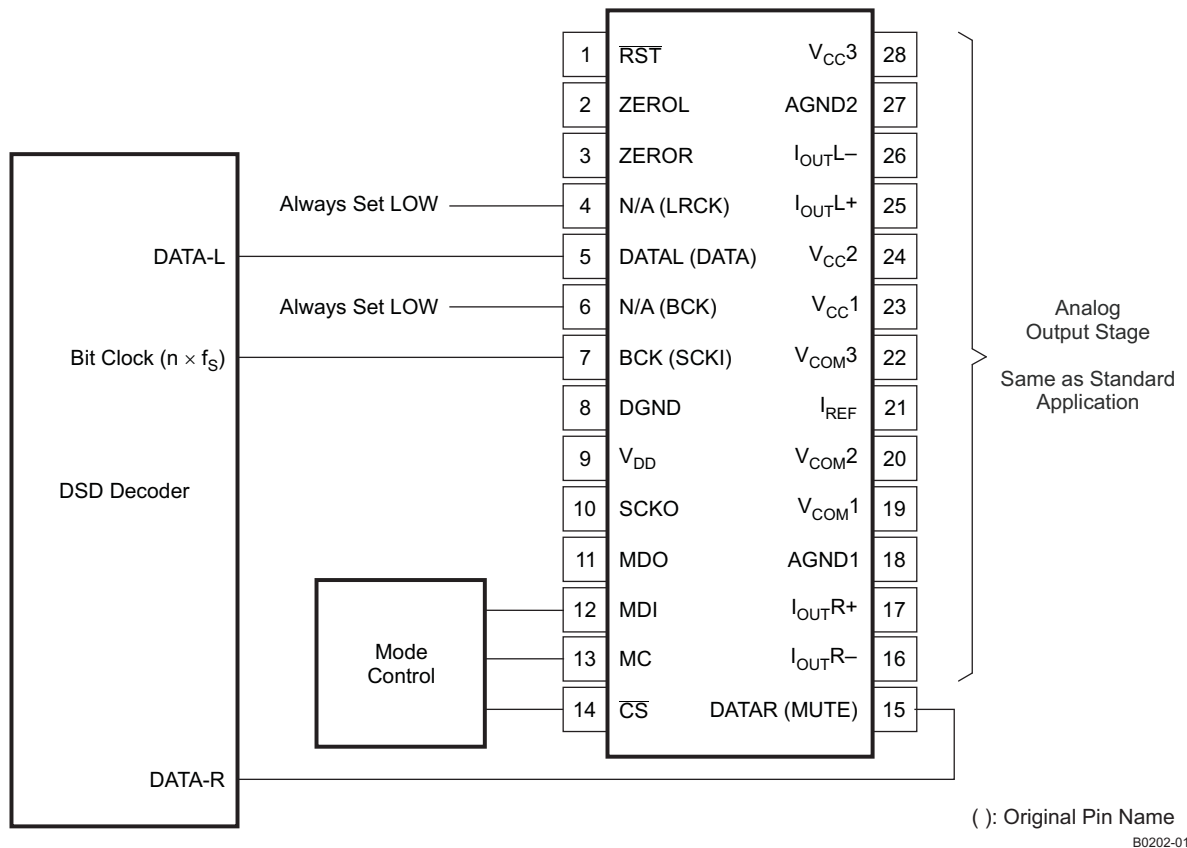 1 R̅S̅T̅ VCC3 28
2 ZEROL AGND2 27
3 ZEROR IOUTL– 26
Always Set LOW 4 N/A (LRCK) IOUTL+ 25
DATA-L 5 DATAL (DATA) VCC2 24
Always Set LOW 6 N/A (BCK) VCC1 23
Bit Clock (n × fS) 7 BCK (SCKI) VCOM3 22
8 DGND IREF 21
9 VDD VCOM2 20
DSD Decoder
10 SCKO VCOM1 19
11 MDO AGND1 18
12 MDI IOUTR+ 17
13 MC IOUTR– 16
14 C̅S̅ DATAR (MUTE) 15
Mode
Control
DATA-R
Analog
Output Stage
Same as Standard
Application
( ): Original Pin Name
B0202-01